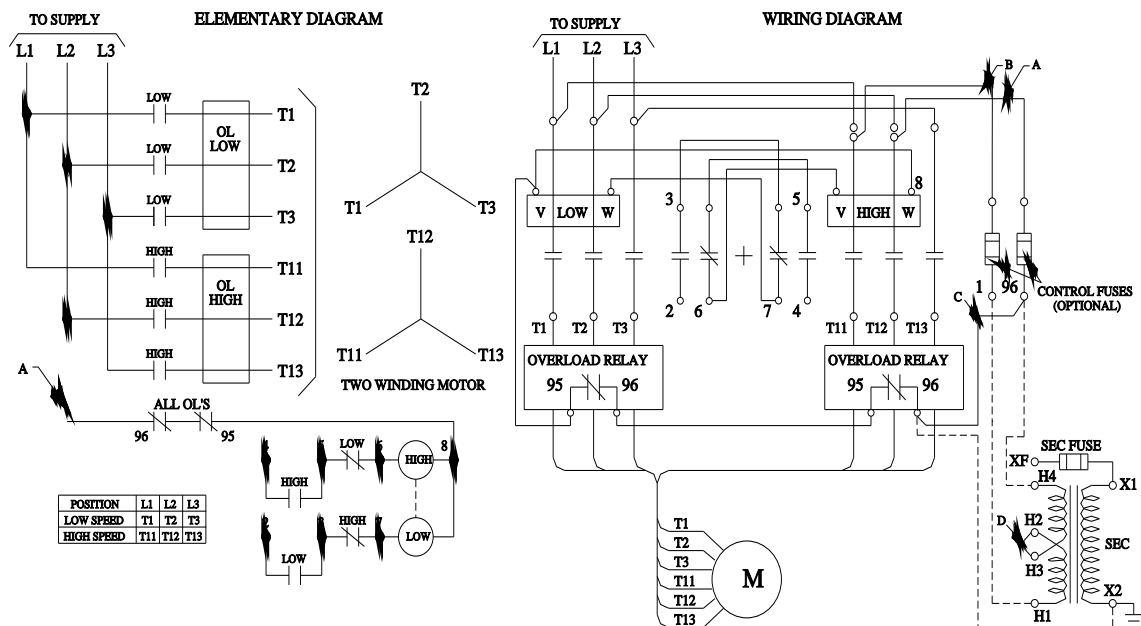 ELEMENTARY DIAGRAM
TO SUPPLY
L1 L2 L3
LOW
T1
OL
LOW
LOW
T2
LOW
T3
HIGH
T11
OL
HIGH
HIGH
T12
HIGH
T13
T2
T1 T3
T12
T11 T13
TWO WINDING MOTOR
A
ALL OL'S
96 95
LOW
HIGH
8
HIGH
HIGH
LOW
LOW
POSITION L1 L2 L3
LOW SPEED T1 T2 T3
HIGH SPEED T11 T12 T13
WIRING DIAGRAM
TO SUPPLY
L1 L2 L3
B A
3 5 8
V LOW W
V HIGH W
2 6 7 4
1 96
CONTROL FUSES
(OPTIONAL)
C
T1 T2 T3
T11 T12 T13
OVERLOAD RELAY
95 96
OVERLOAD RELAY
95 96
SEC FUSE
XF
H4 X1
D H2
SEC
H3
X2
H1
T1
T2
T3
T11
T12
T13
M